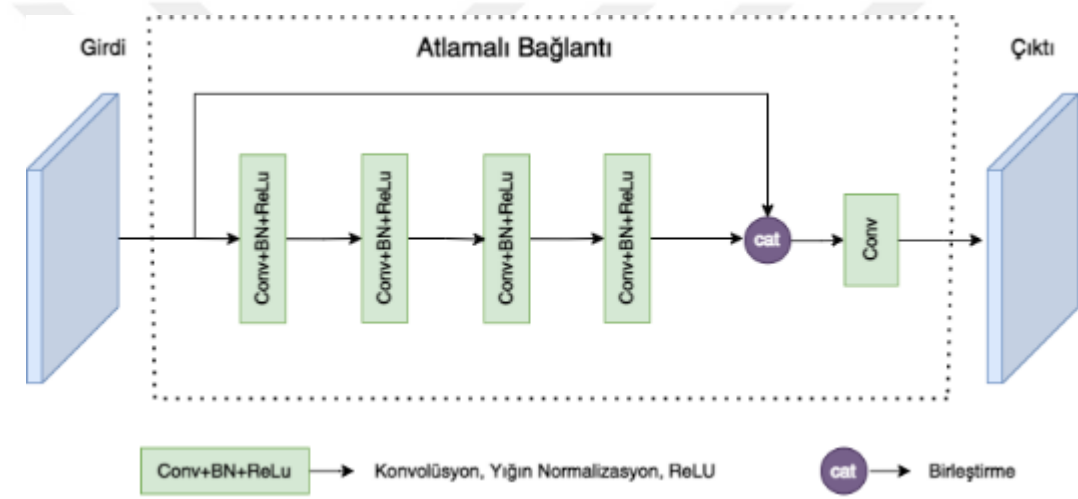 Girdi
Atlamalı Bağlantı
Çıktı
Conv+BN+ReLu
Conv+BN+ReLu
Conv+BN+ReLu
Conv+BN+ReLu
cat
Conv
Conv+BN+ReLu
Konvolüsyon, Yığın Normalizasyon, ReLU
cat
Birleştirme